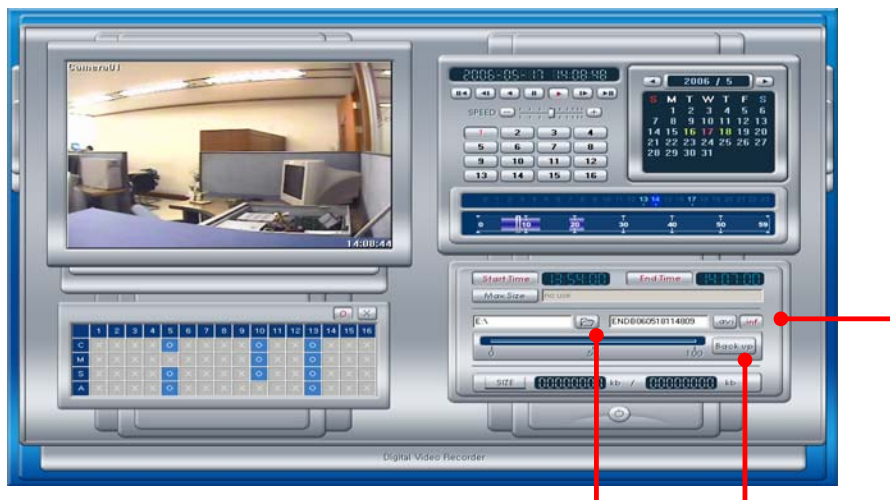 Camera01
14:08:44
2006-05-17 14:08:48
SPEED
1 2 3 4
5 6 7 8
9 10 11 12
13 14 15 16
2006 / 5
S M T W T F S
1 2 3 4 5 6
7 8 9 10 11 12 13
14 15 16 17 18 19 20
21 22 23 24 25 26 27
28 29 30 31
13 14 17
0 10 20 30 40 50 59
Start Time 13:54:00 End Time 14:07:00
Max Size no use
E:\ ENDB060518114809 .avi .inf
0 100 Back up
SIZE 00000000 kb / 00000000 kb
1 2 3 4 5 6 7 8 9 10 11 12 13 14 15 16
C X X X X O X X X X O X X O X X X
M X X X X X X X X X O X X O X X X
S X X X X O X X X X O X X O X X X
A X X X X O X X X X X X X O X X X
Digital Video Recorder